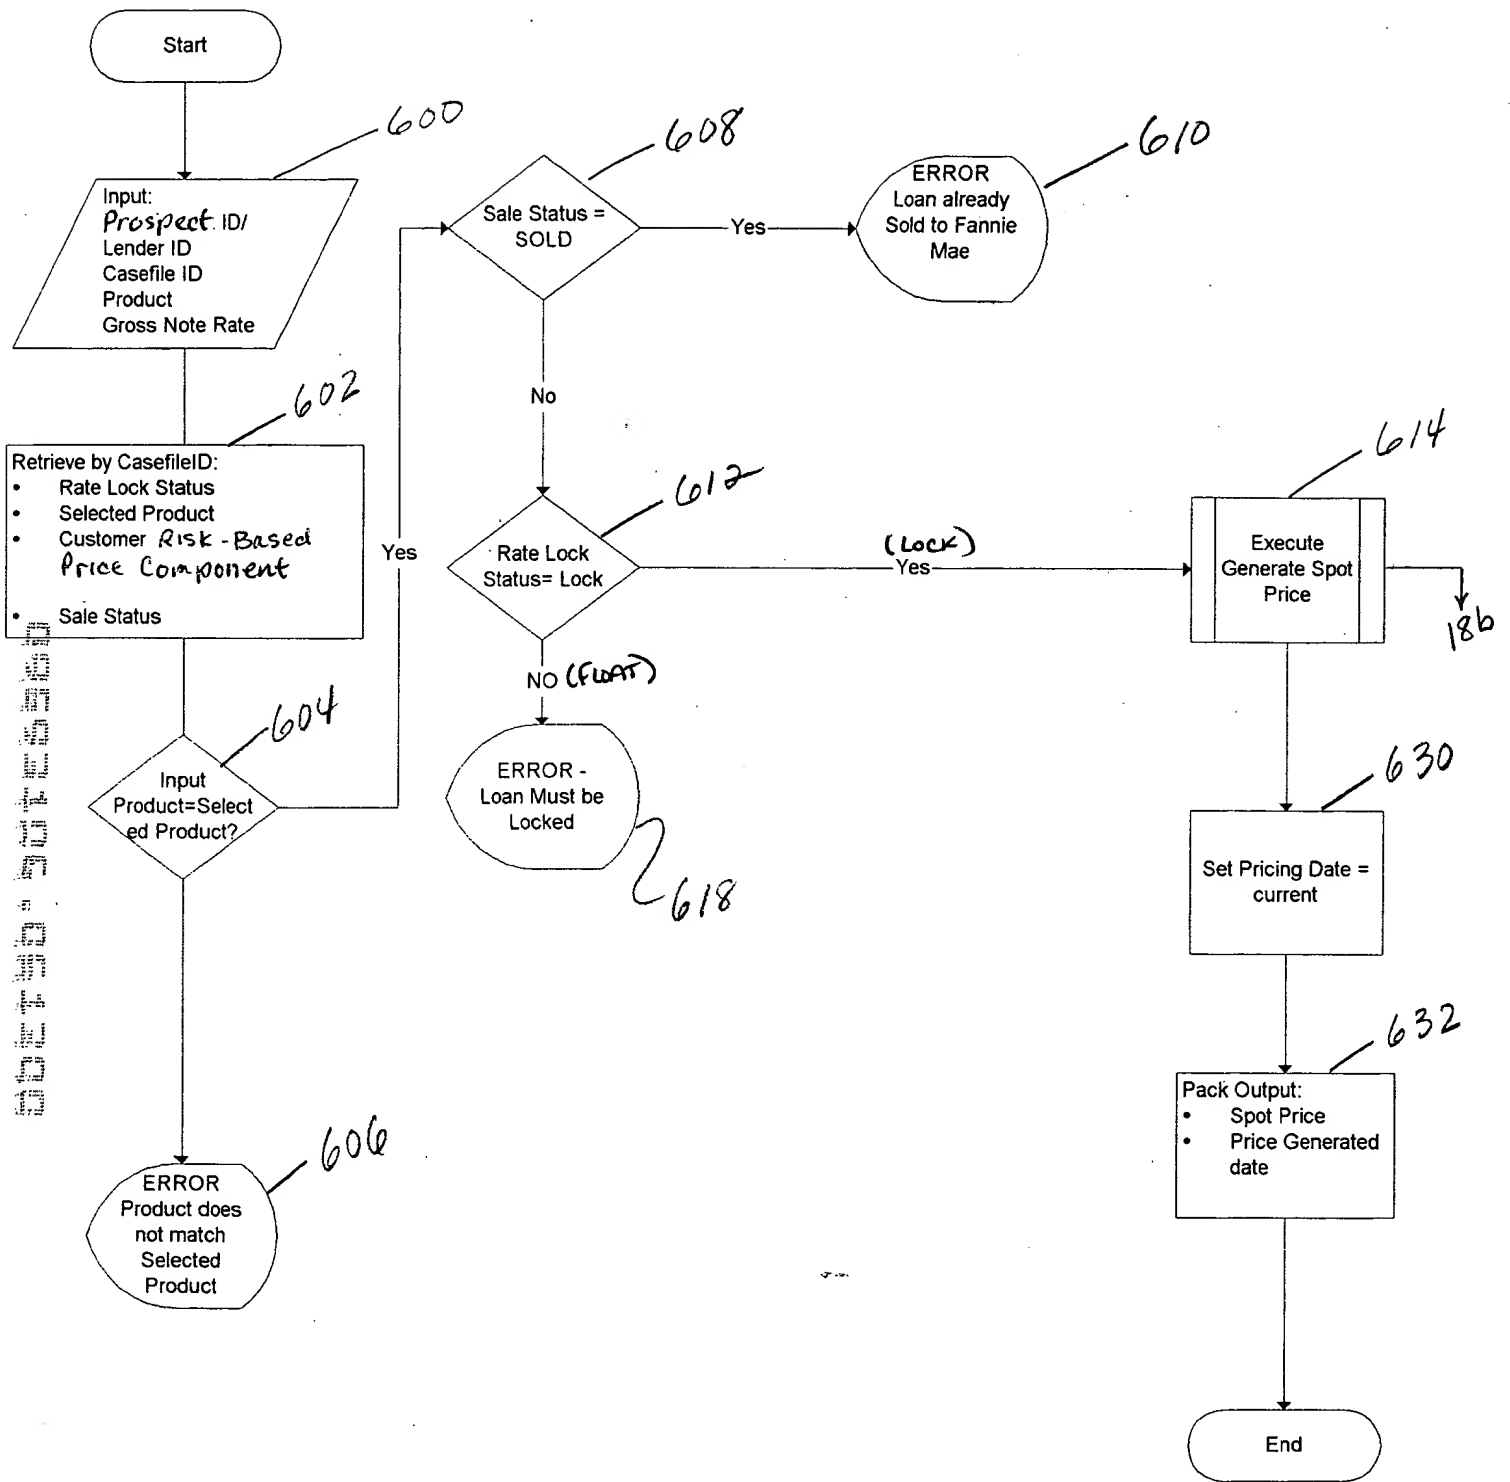 Start
600
Input:
Prospect ID/
Lender ID
Casefile ID
Product
Gross Note Rate
602
Retrieve by CasefileID:
• Rate Lock Status
• Selected Product
• Customer Risk-Based
Price Component
• Sale Status
604
Input
Product=Select
ed Product?
Yes
606
ERROR
Product does
not match
Selected
Product
608
Sale Status =
SOLD
Yes
610
ERROR
Loan already
Sold to Fannie
Mae
No
612
Rate Lock
Status= Lock
(LOCK)
Yes
NO (FLOAT)
ERROR -
Loan Must be
Locked
618
614
Execute
Generate Spot
Price
18b
630
Set Pricing Date =
current
632
Pack Output:
• Spot Price
• Price Generated
date
End